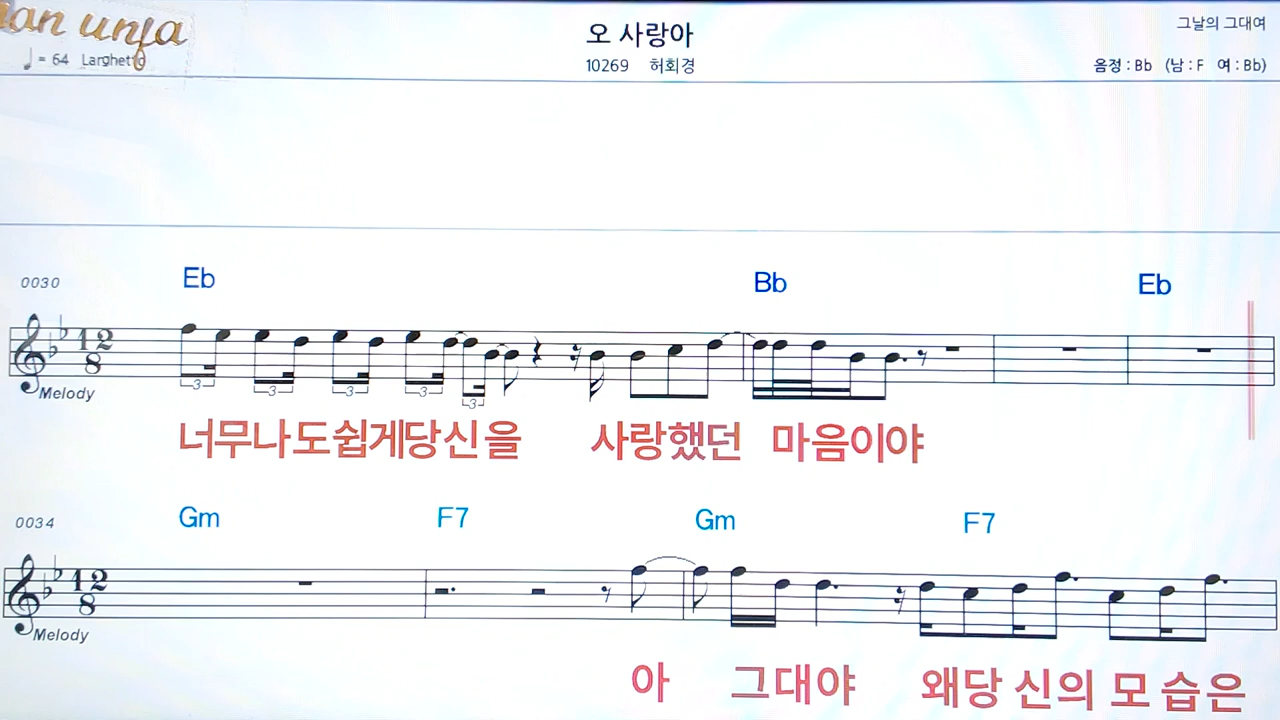 오 사랑아
그날의 그대여
♩= 64 Larghetto
10269 허회경
음정 : Bb (남 : F 여 : Bb)
0030 Eb Bb Eb
12
8
3 3 3 3 3
Melody
너무나도쉽게당신을 사랑했던 마음이야
0034 Gm F7 Gm F7
12
8
Melody
아 그대야 왜당신의 모습은